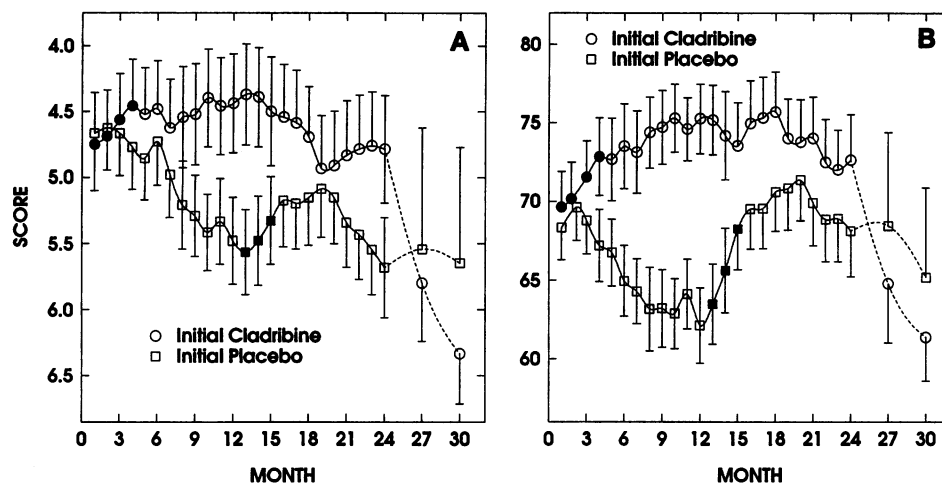 A
4.0
4.5
5.0
5.5
6.0
6.5
SCORE
Initial Cladribine
Initial Placebo
0 3 6 9 12 13 15 18 21 24 27 30
MONTH
B
Initial Cladribine
Initial Placebo
80
75
70
65
60
0 3 6 9 12 15 18 21 24 27 30
MONTH